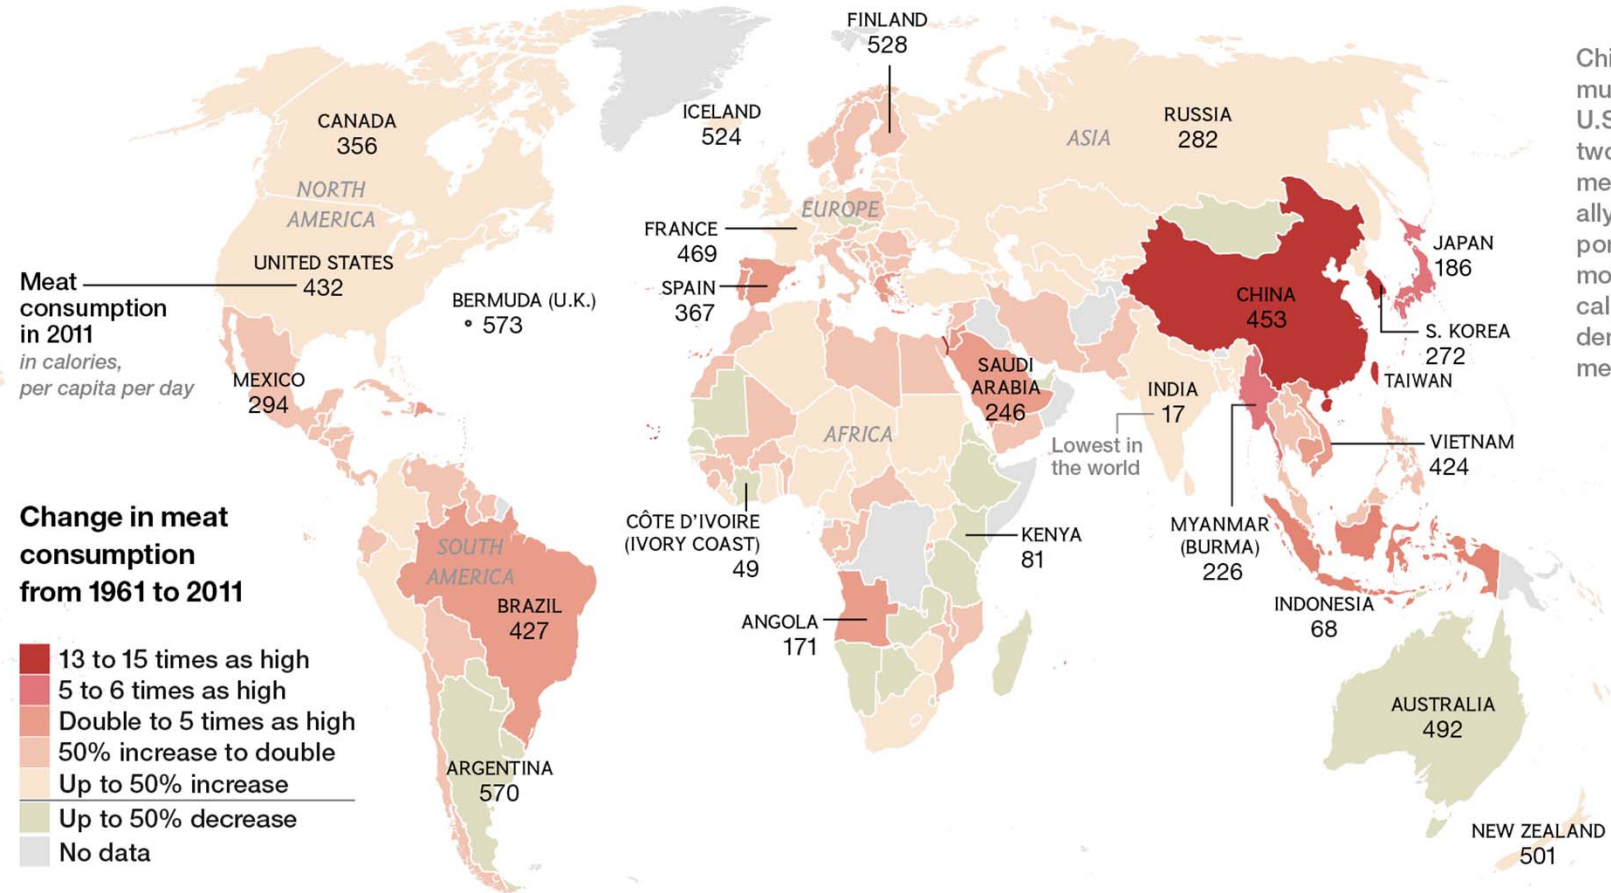 FINLAND
528
ICELAND
524
CANADA
356
RUSSIA
282
ASIA
NORTH
AMERICA
EUROPE
FRANCE
469
JAPAN
186
UNITED STATES
432
Meat
consumption
in 2011
in calories,
per capita per day
BERMUDA (U.K.)
573
SPAIN
367
CHINA
453
S. KOREA
272
TAIWAN
MEXICO
294
SAUDI
ARABIA
246
INDIA
17
Lowest in
the world
AFRICA
VIETNAM
424
CÔTE D'IVOIRE
(IVORY COAST)
49
KENYA
81
MYANMAR
(BURMA)
226
SOUTH
AMERICA
BRAZIL
427
ANGOLA
171
INDONESIA
68
AUSTRALIA
492
ARGENTINA
570
NEW ZEALAND
501
Change in meat
consumption
from 1961 to 2011
13 to 15 times as high
5 to 6 times as high
Double to 5 times as high
50% increase to double
Up to 50% increase
Up to 50% decrease
No data